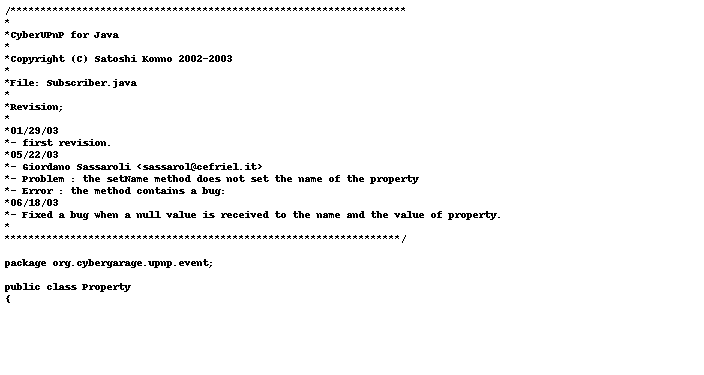 /******************************************************************
*
*CyberUPnP for Java
*
*Copyright (C) Satoshi Konno 2002-2003
*
*File: Subscriber.java
*
*Revision;
*
*01/29/03
*- first revision.
*05/22/03
*- Giordano Sassaroli <sassarol@cefriel.it>
*- Problem : the setName method does not set the name of the property
*- Error : the method contains a bug:
*06/18/03
*- Fixed a bug when a null value is received to the name and the value of property.
*
******************************************************************/
package org.cybergarage.upnp.event;
public class Property
{